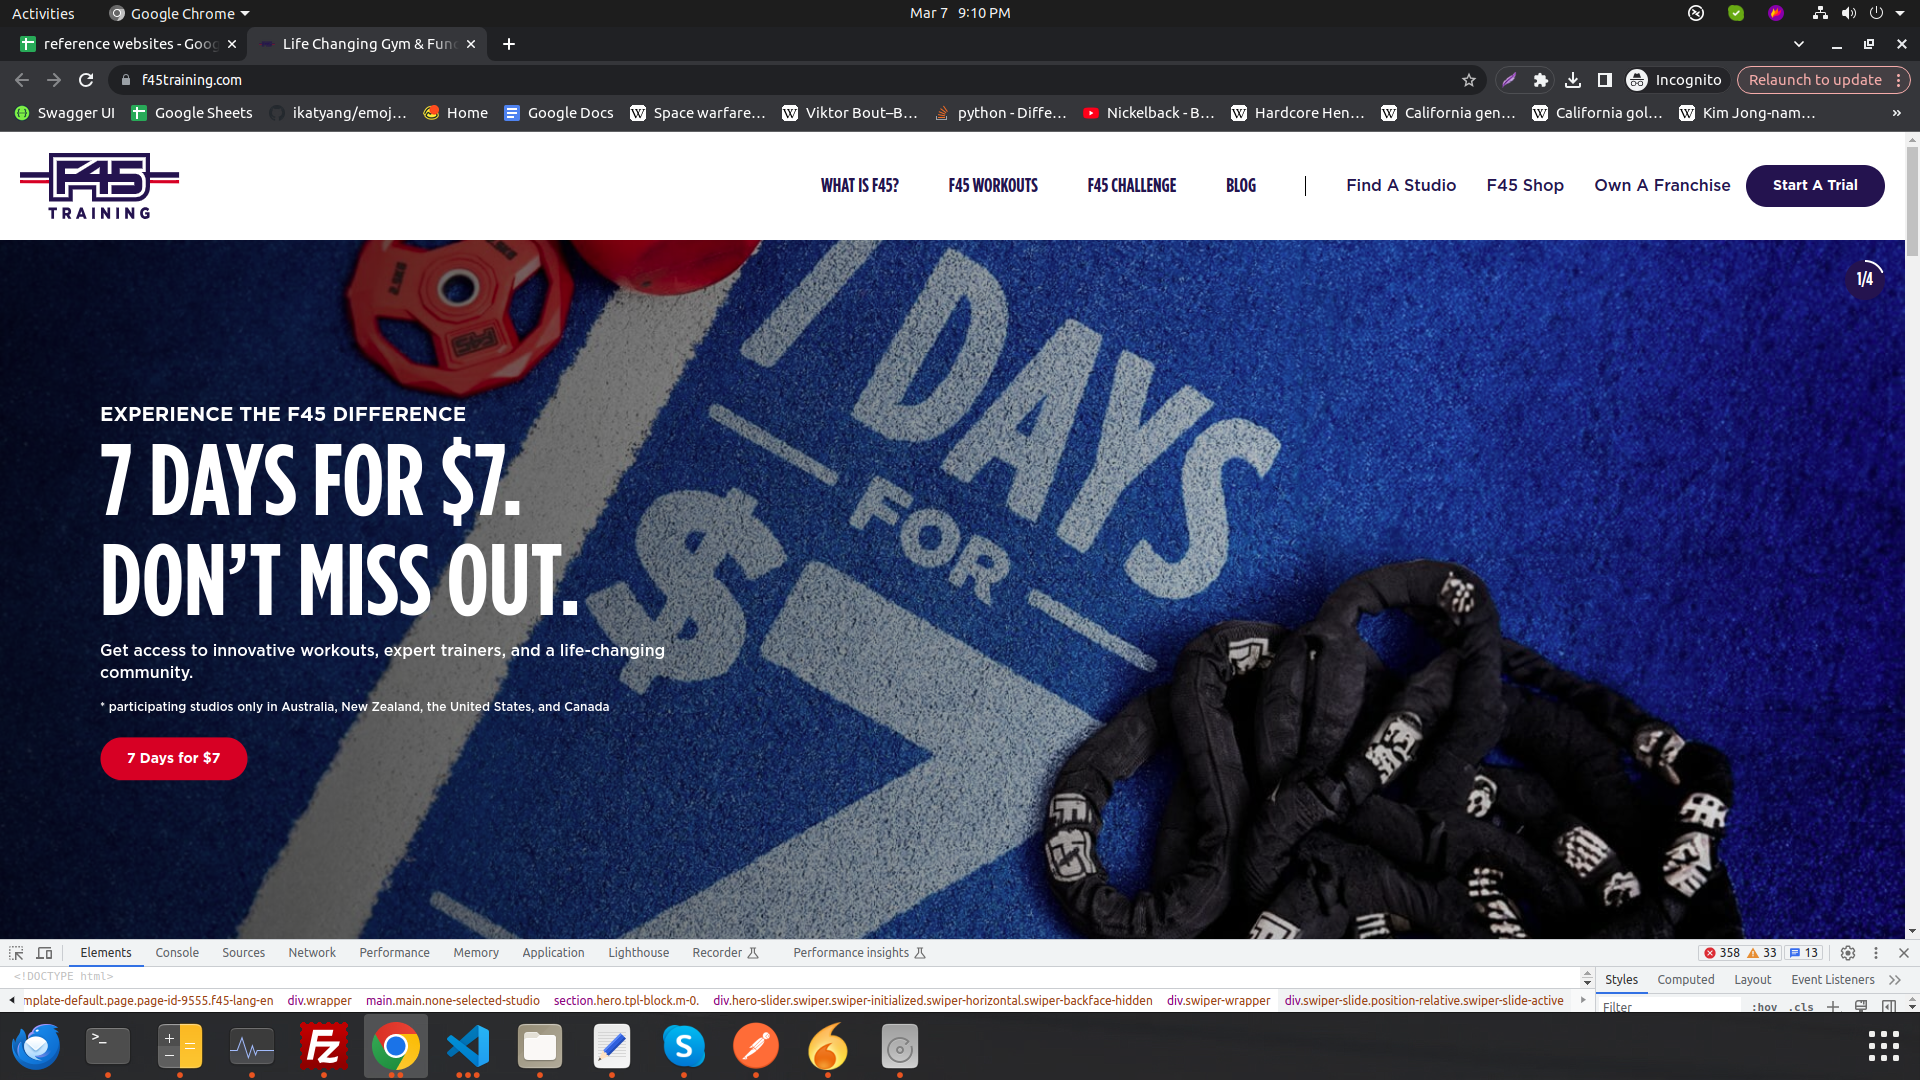 Activities
Google Chrome
Mar 7 9:10 PM
reference websites - Goog
Life Changing Gym & Func
f45training.com
Incognito
Relaunch to update
Swagger UI
Google Sheets
ikatyang/emoj…
Home
Google Docs
Space warfare…
Viktor Bout–B…
python - Diffe…
Nickelback - B…
Hardcore Hen…
California gen…
California gol…
Kim Jong-nam…
»
F45
TRAINING
WHAT IS F45?
F45 WORKOUTS
F45 CHALLENGE
BLOG
Find A Studio
F45 Shop
Own A Franchise
Start A Trial
1/4
7 DAYS
FOR
$7
EXPERIENCE THE F45 DIFFERENCE
7 DAYS FOR $7.
DON’T MISS OUT.
Get access to innovative workouts, expert trainers, and a life-changing
community.
* participating studios only in Australia, New Zealand, the United States, and Canada
7 Days for $7
Elements
Console
Sources
Network
Performance
Memory
Application
Lighthouse
Recorder
Performance insights
358
33
13
<!DOCTYPE html>
Styles
Computed
Layout
Event Listeners
mplate-default.page.page-id-9555.f45-lang-en
div.wrapper
main.main.none-selected-studio
section.hero.tpl-block.m-0.
div.hero-slider.swiper.swiper-initialized.swiper-horizontal.swiper-backface-hidden
div.swiper-wrapper
div.swiper-slide.position-relative.swiper-slide-active
Filter
:hov
.cls